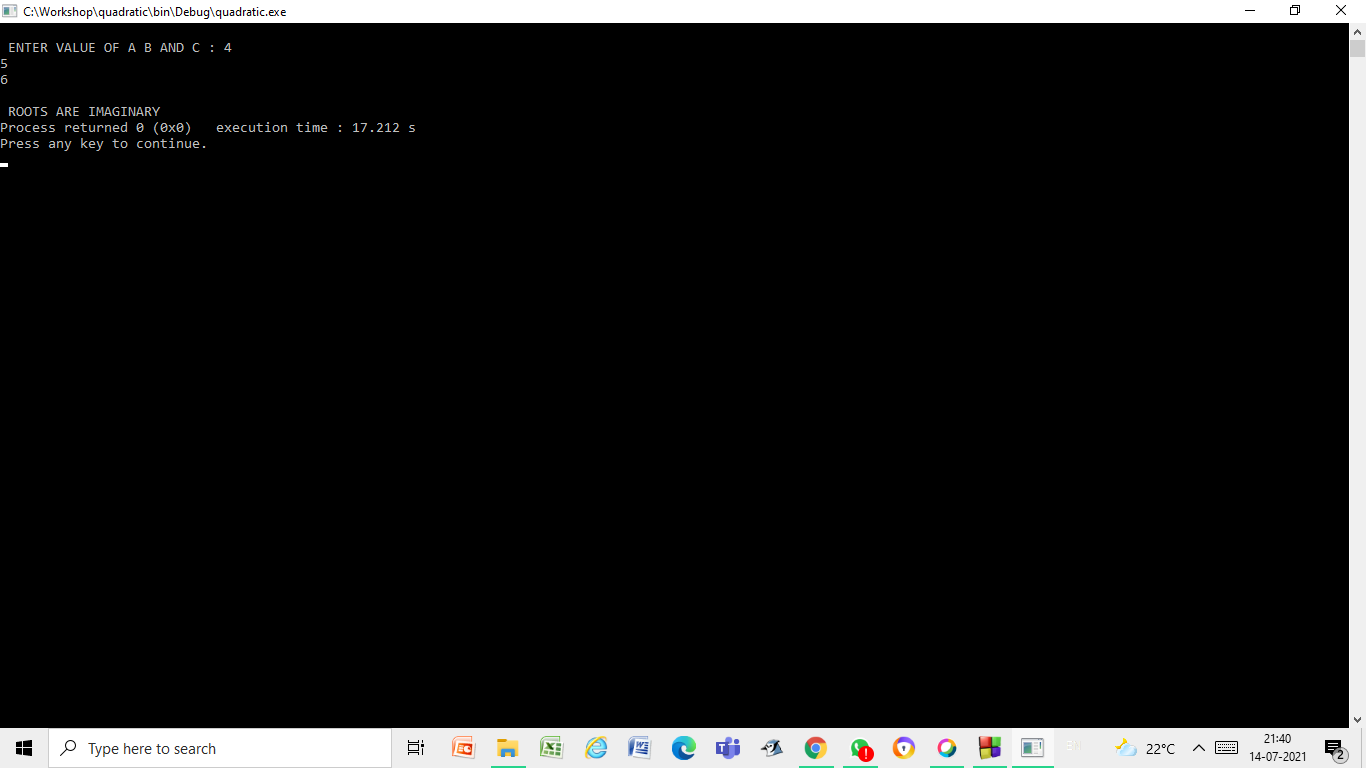 C:\Workshop\quadratic\bin\Debug\quadratic.exe
ENTER VALUE OF A B AND C : 4
5
6
ROOTS ARE IMAGINARY
Process returned 0 (0x0)   execution time : 17.212 s
Press any key to continue.
Type here to search
22°C
21:40
14-07-2021
2